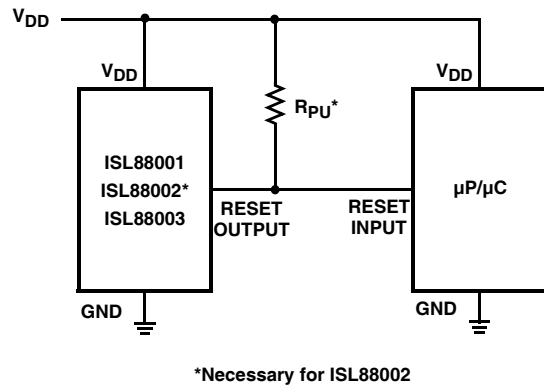 VDD
VDD
RPU*
VDD
ISL88001
ISL88002*
ISL88003
µP/µC
RESET
OUTPUT
RESET
INPUT
GND
GND
*Necessary for ISL88002